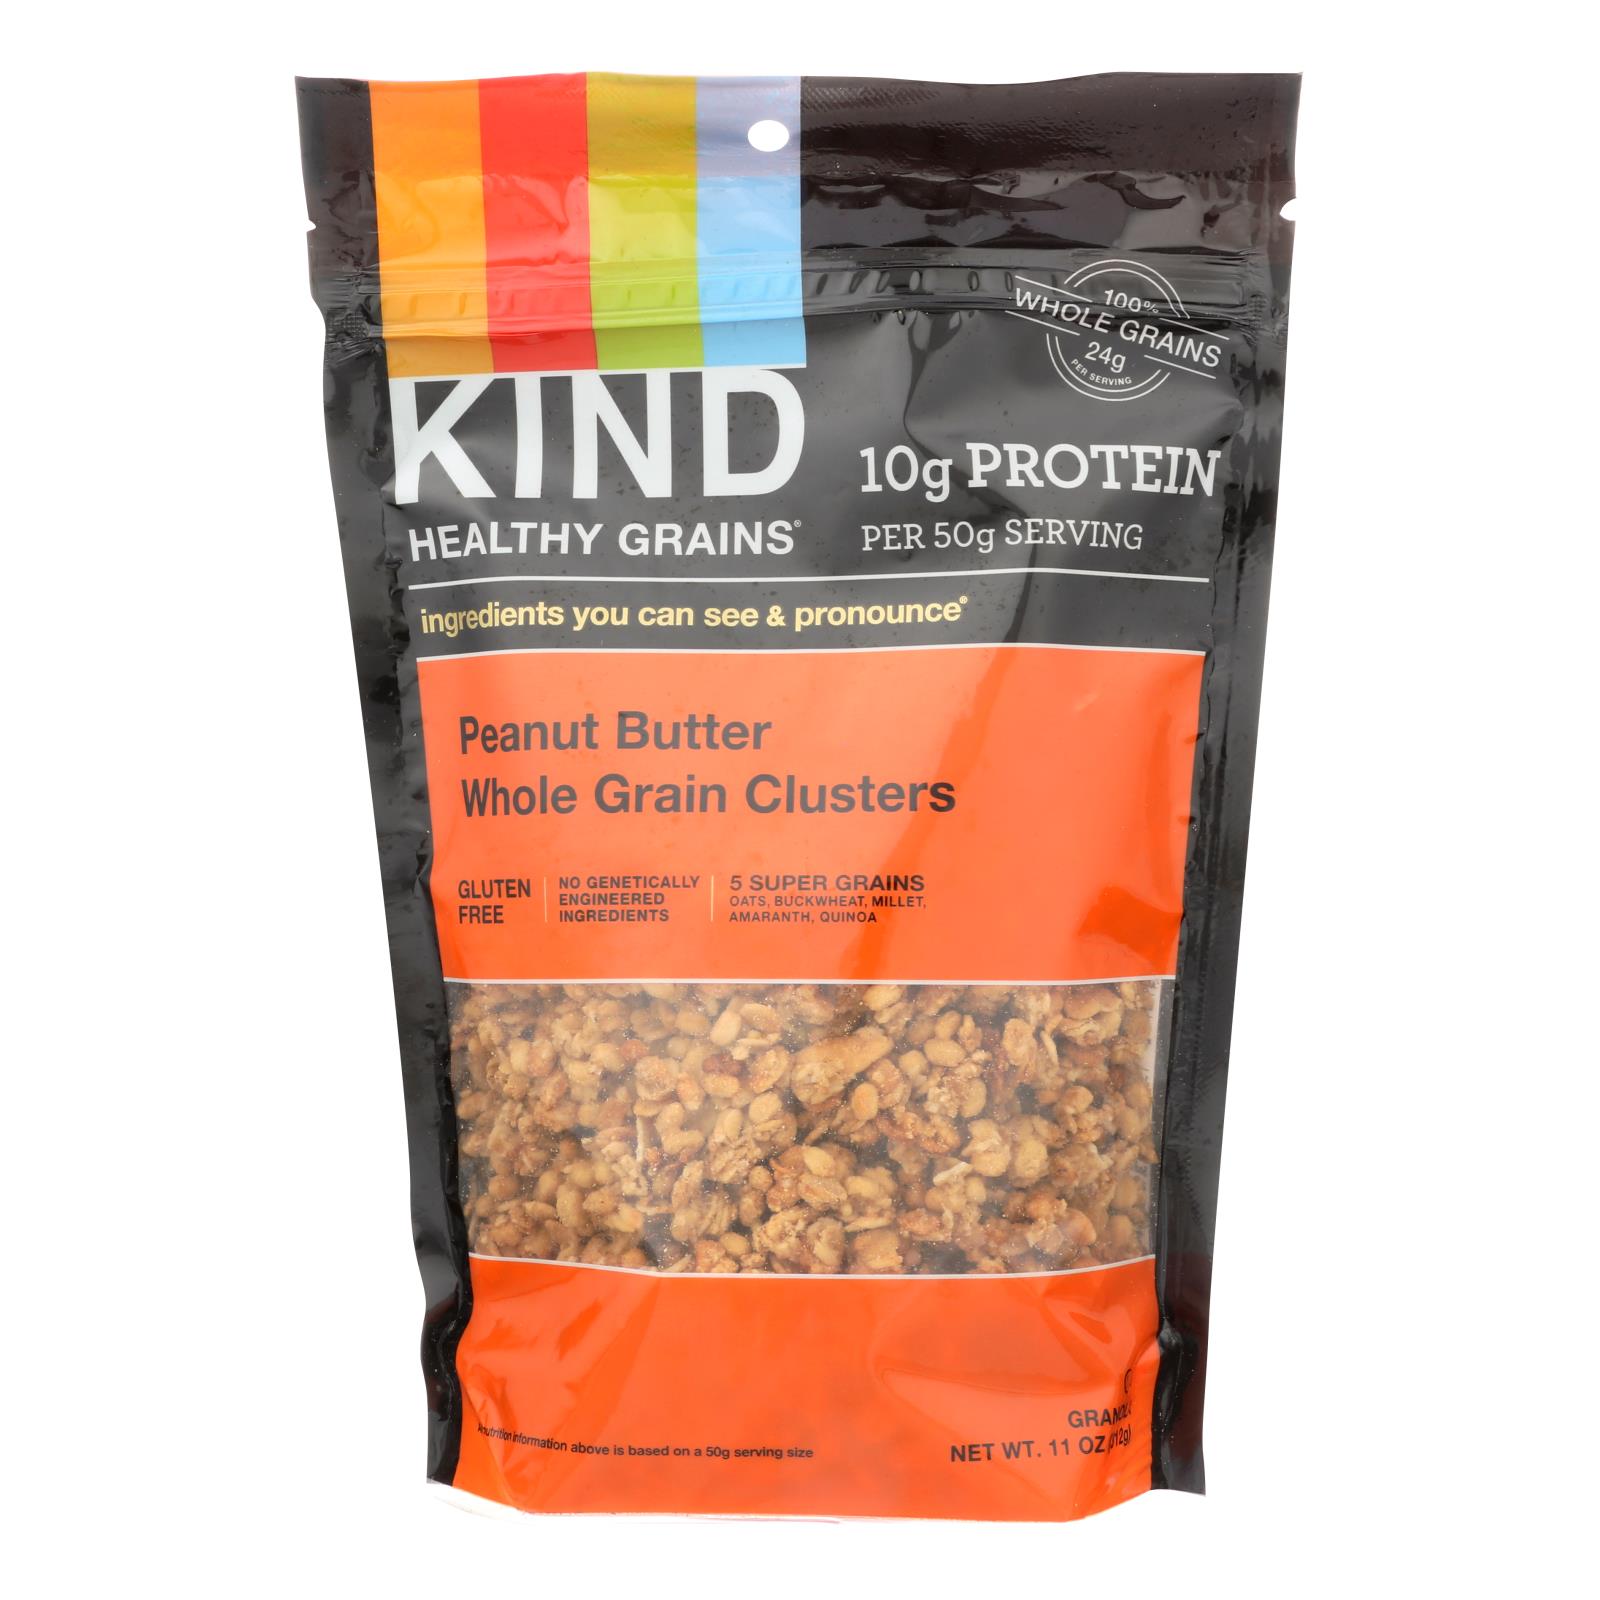 100%
WHOLE GRAINS
24g
PER SERVING
KIND
HEALTHY GRAINS®
10g PROTEIN
PER 50g SERVING
ingredients you can see & pronounce®
Peanut Butter
Whole Grain Clusters
GLUTEN
FREE
NO GENETICALLY
ENGINEERED
INGREDIENTS
5 SUPER GRAINS
OATS, BUCKWHEAT, MILLET,
AMARANTH, QUINOA
nutrition information above is based on a 50g serving size
GRANOLA
NET WT. 11 OZ (312g)